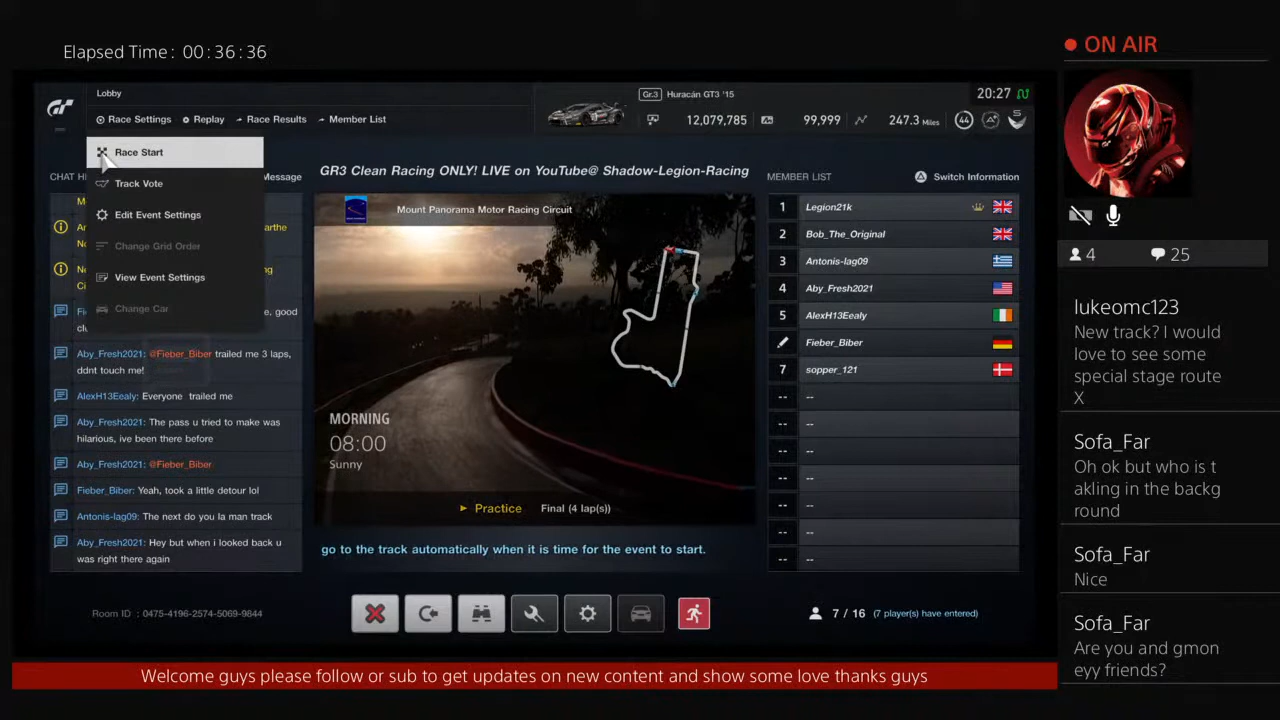 Elapsed Time: 00:36:36
ON AIR
Lobby
Gr.3 Huracán GT3 '15
20:27
Race Settings Replay Race Results Member List
12,079,785 99,999 247.3 Miles 44
Race Start
Track Vote
Edit Event Settings
Change Grid Order
View Event Settings
Change Car
CHAT HI
Message
GR3 Clean Racing ONLY! LIVE on YouTube@ Shadow-Legion-Racing
MEMBER LIST Switch Information
Mount Panorama Motor Racing Circuit
1 Legion21k
2 Bob_The_Original
3 Antonis-lag09
4 Aby_Fresh2021
5 AlexH13Eealy
Fieber_Biber
7 sopper_121
-- --
-- --
-- --
-- --
-- --
-- --
-- --
Aby_Fresh2021: @Fieber_Biber trailed me 3 laps,
ddnt touch me!
AlexH13Eealy: Everyone trailed me
Aby_Fresh2021: The pass u tried to make was
hilarious, ive been there before
Aby_Fresh2021: @Fieber_Biber
Fieber_Biber: Yeah, took a little detour lol
Antonis-lag09: The next do you la man track
Aby_Fresh2021: Hey but when i looked back u
was right there again
MORNING
08:00
Sunny
Practice Final (4 lap(s))
go to the track automatically when it is time for the event to start.
Room ID : 0475-4196-2574-5069-9844
7 / 16 (7 player(s) have entered)
Welcome guys please follow or sub to get updates on new content and show some love thanks guys
4 25
lukeomc123
New track? I would
love to see some
special stage route
X
Sofa_Far
Oh ok but who is t
akling in the backg
round
Sofa_Far
Nice
Sofa_Far
Are you and gmon
eyy friends?